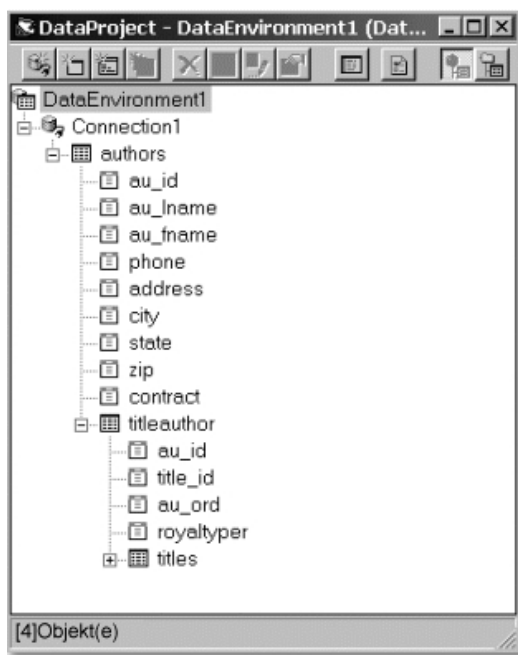 DataProject - DataEnvironment1 (Dat...
DataEnvironment1
Connection1
authors
au_id
au_lname
au_fname
phone
address
city
state
zip
contract
titleauthor
au_id
title_id
au_ord
royaltyper
titles
[4]Objekt(e)